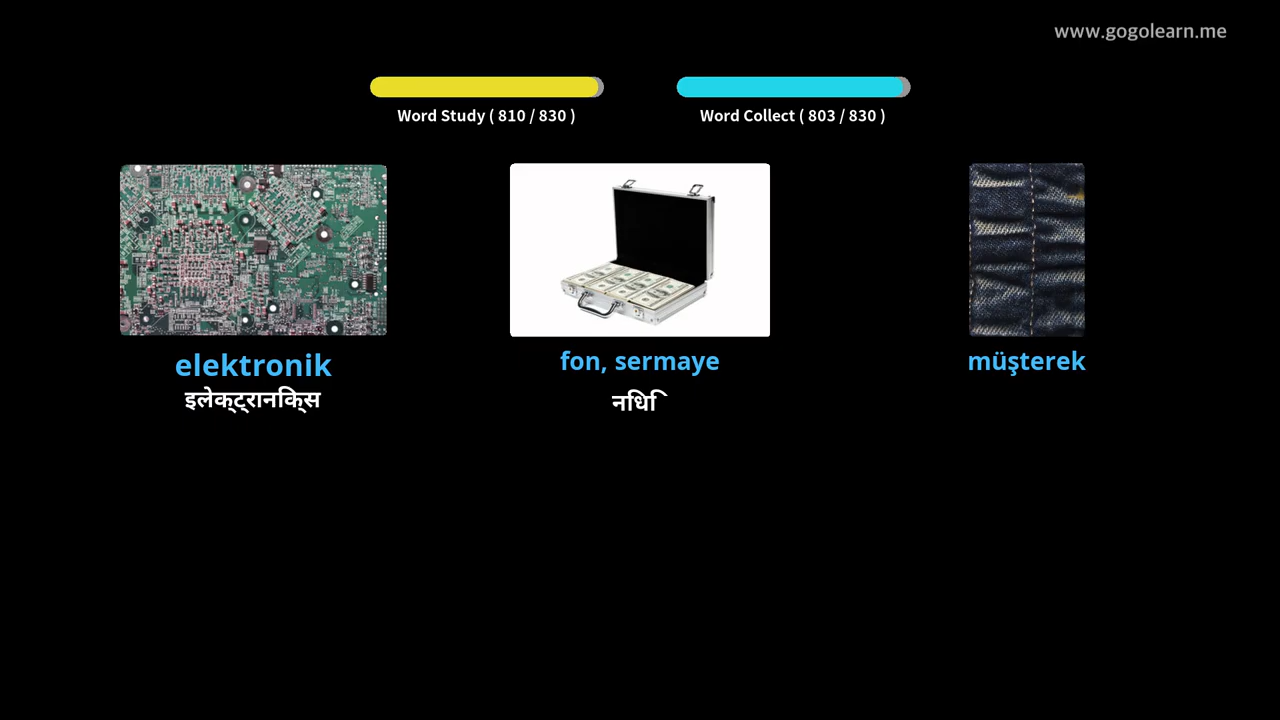 www.gogolearn.me
Word Study ( 810 / 830 )
Word Collect ( 803 / 830 )
elektronik
इलेक्ट्रानिक्स
fon, sermaye
निधि
müşterek